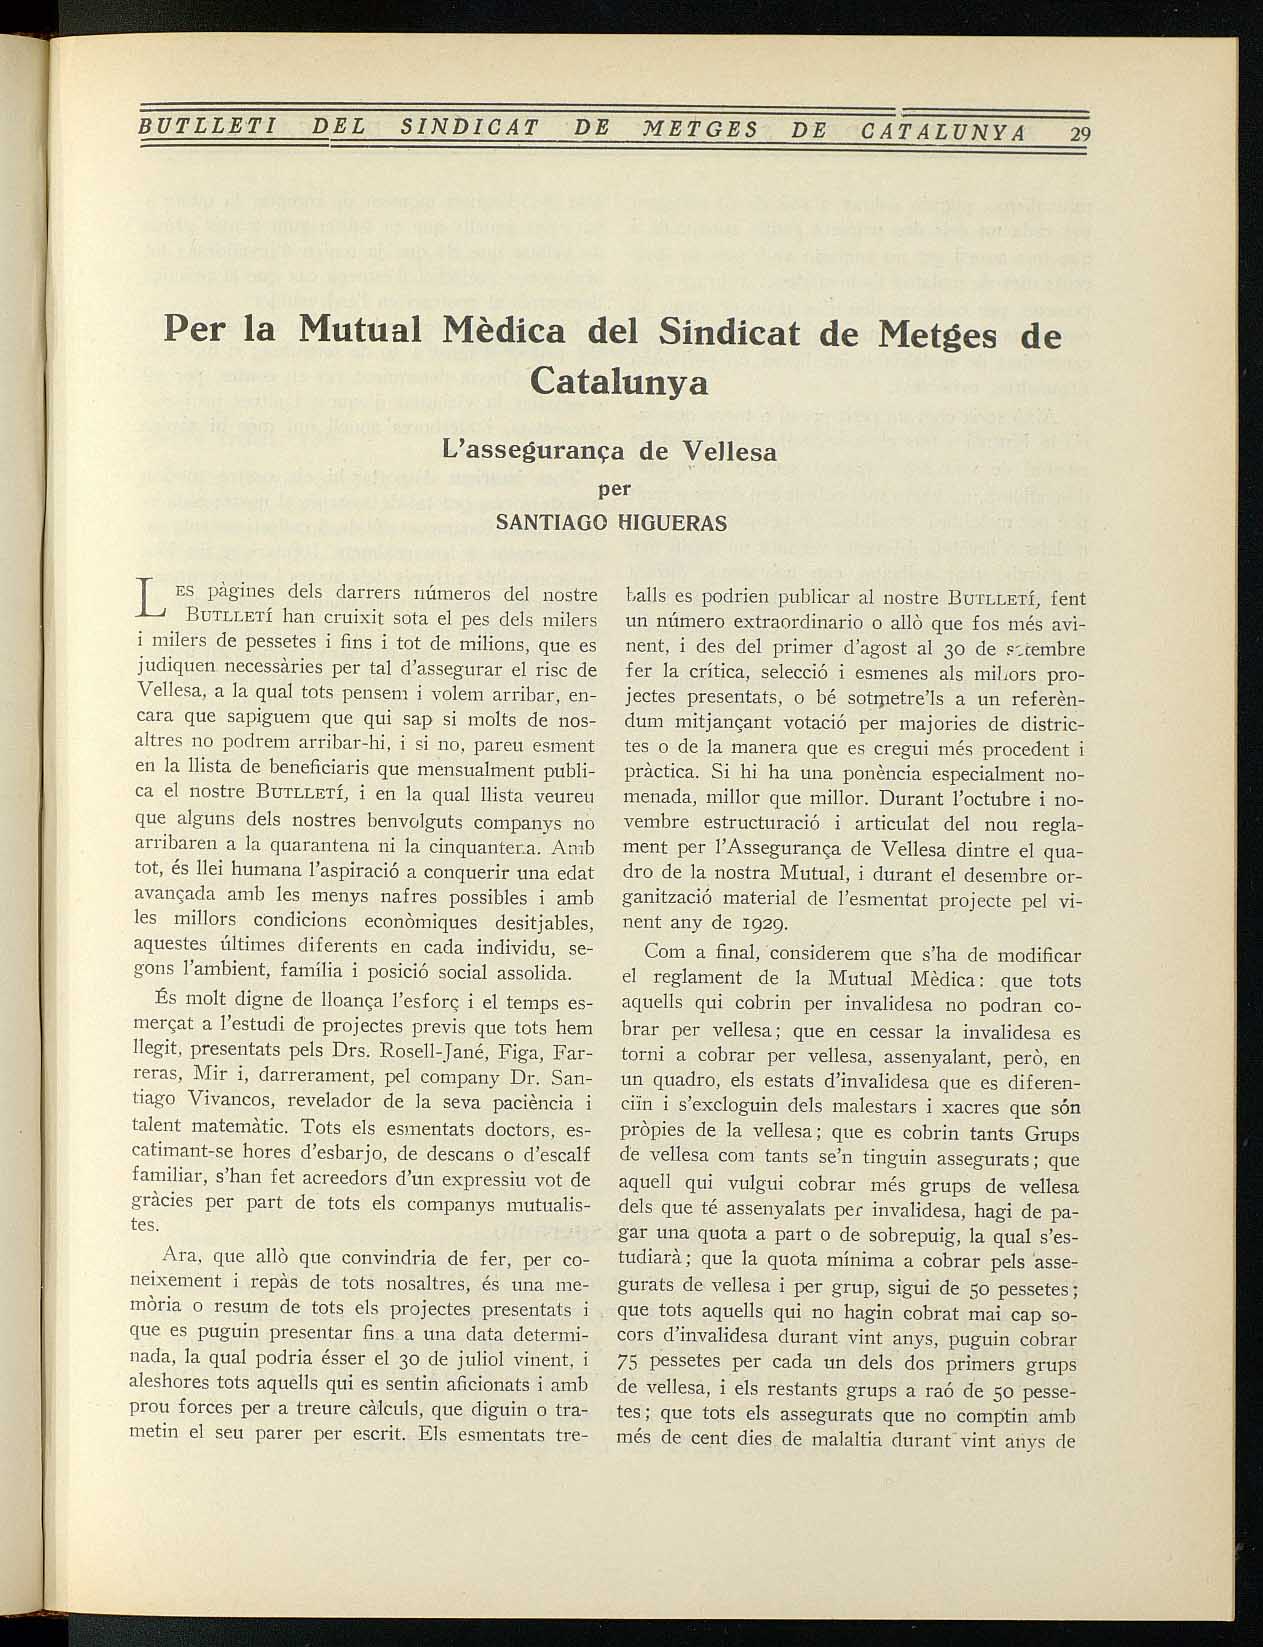 BUTLLETI DEL SINDICAT DE METGES DE CATALUNYA 29
Per la Mutual Mèdica del Sindicat de Metges de
Catalunya
L'assegurança de Vellesa
per
SANTIAGO HIGUERAS
LES pàgines dels darrers números del nostre
BUTLLETÍ han cruixit sota el pes dels milers
i milers de pessetes i fins i tot de milions, que es
judiquen necessàries per tal d'assegurar el risc de
Vellesa, a la qual tots pensem i volem arribar, en-
cara que sapiguem que qui sap si molts de nos-
altres no podrem arribar-hi, i si no, pareu esment
en la llista de beneficiaris que mensualment publi-
ca el nostre BUTLLETÍ, i en la qual llista veureu
que alguns dels nostres benvolguts companys no
arribaren a la quarantena ni la cinquantena. Amb
tot, és llei humana l'aspiració a conquerir una edat
avançada amb les menys nafres possibles i amb
les millors condicions econòmiques desitjables,
aquestes últimes diferents en cada individu, se-
gons l'ambient, família i posició social assolida.
És molt digne de lloança l'esforç i el temps es-
merçat a l'estudi de projectes previs que tots hem
llegit, presentats pels Drs. Rosell-Jané, Figa, Far-
reras, Mir i, darrerament, pel company Dr. San-
tiago Vivancos, revelador de la seva paciència i
talent matemàtic. Tots els esmentats doctors, es-
catimant-se hores d'esbarjo, de descans o d'escalf
familiar, s'han fet acreedors d'un expressiu vot de
gràcies per part de tots els companys mutualis-
tes.
Ara, que allò que convindria de fer, per co-
neixement i repàs de tots nosaltres, és una me-
mòria o resum de tots els projectes presentats i
que es puguin presentar fins a una data determi-
nada, la qual podria ésser el 30 de juliol vinent, i
aleshores tots aquells qui es sentin aficionats i amb
prou forces per a treure càlculs, que diguin o tra-
metin el seu parer per escrit. Els esmentats tre-
balls es podrien publicar al nostre BUTLLETÍ, fent
un número extraordinario o allò que fos més avi-
nent, i des del primer d'agost al 30 de setembre
fer la crítica, selecció i esmenes als millors pro-
jectes presentats, o bé sotmetre'ls a un referèn-
dum mitjançant votació per majories de distric-
tes o de la manera que es cregui més procedent i
pràctica. Si hi ha una ponència especialment no-
menada, millor que millor. Durant l'octubre i no-
vembre estructuració i articulat del nou regla-
ment per l'Assegurança de Vellesa dintre el qua-
dro de la nostra Mutual, i durant el desembre or-
ganització material de l'esmentat projecte pel vi-
nent any de 1929.
Com a final, considerem que s'ha de modificar
el reglament de la Mutual Mèdica: que tots
aquells qui cobrin per invalidesa no podran co-
brar per vellesa; que en cessar la invalidesa es
torni a cobrar per vellesa, assenyalant, però, en
un quadro, els estats d'invalidesa que es diferen-
ciïn i s'excloguin dels malestars i xacres que són
pròpies de la vellesa; que es cobrin tants Grups
de vellesa com tants se'n tinguin assegurats; que
aquell qui vulgui cobrar més grups de vellesa
dels que té assenyalats per invalidesa, hagi de pa-
gar una quota a part o de sobrepuig, la qual s'es-
tudiarà; que la quota mínima a cobrar pels asse-
gurats de vellesa i per grup, sigui de 50 pessetes;
que tots aquells qui no hagin cobrat mai cap so-
cors d'invalidesa durant vint anys, puguin cobrar
75 pessetes per cada un dels dos primers grups
de vellesa, i els restants grups a raó de 50 pesse-
tes; que tots els assegurats que no comptin amb
més de cent dies de malaltia durant vint anys de